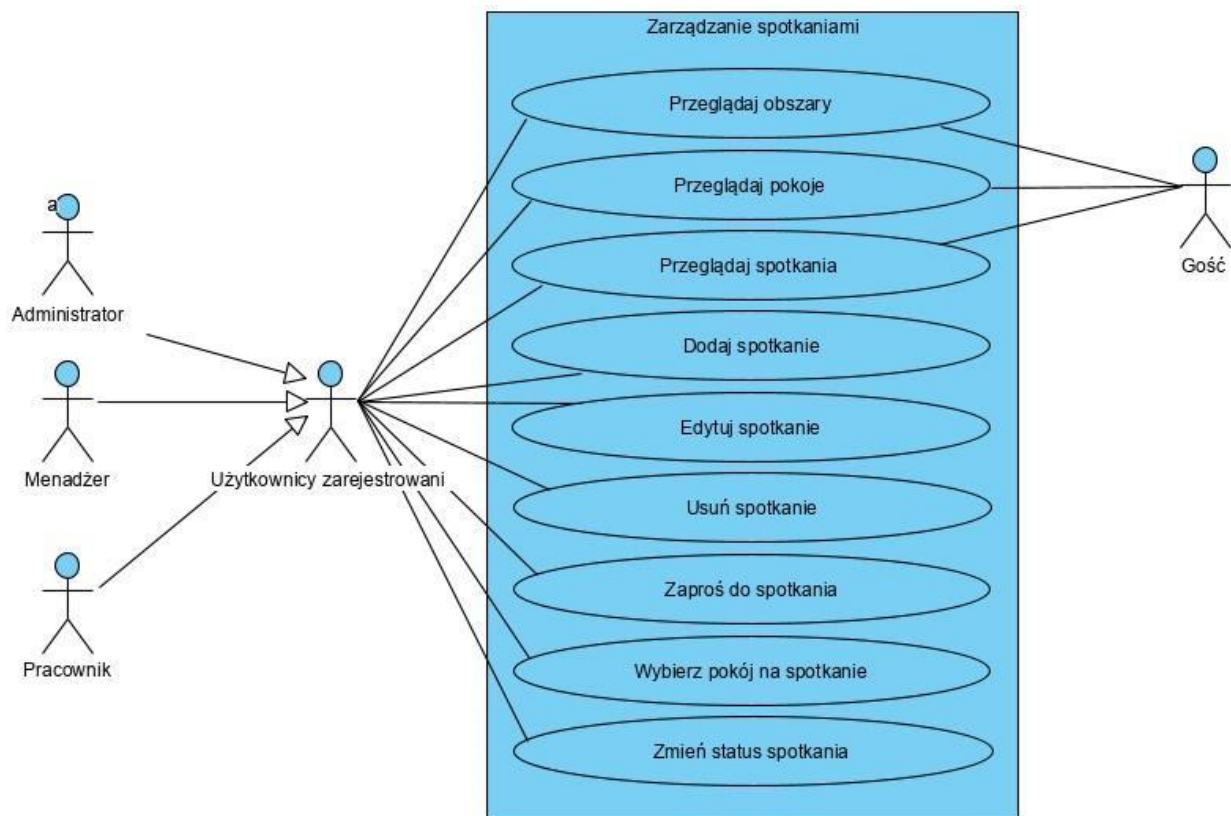 Zarządzanie spotkaniami
Przeglądaj obszary
Przeglądaj pokoje
Przeglądaj spotkania
Dodaj spotkanie
Edytuj spotkanie
Usuń spotkanie
Zaproś do spotkania
Wybierz pokój na spotkanie
Zmień status spotkania
a
Administrator
Menadżer
Pracownik
Użytkownicy zarejestrowani
Gość